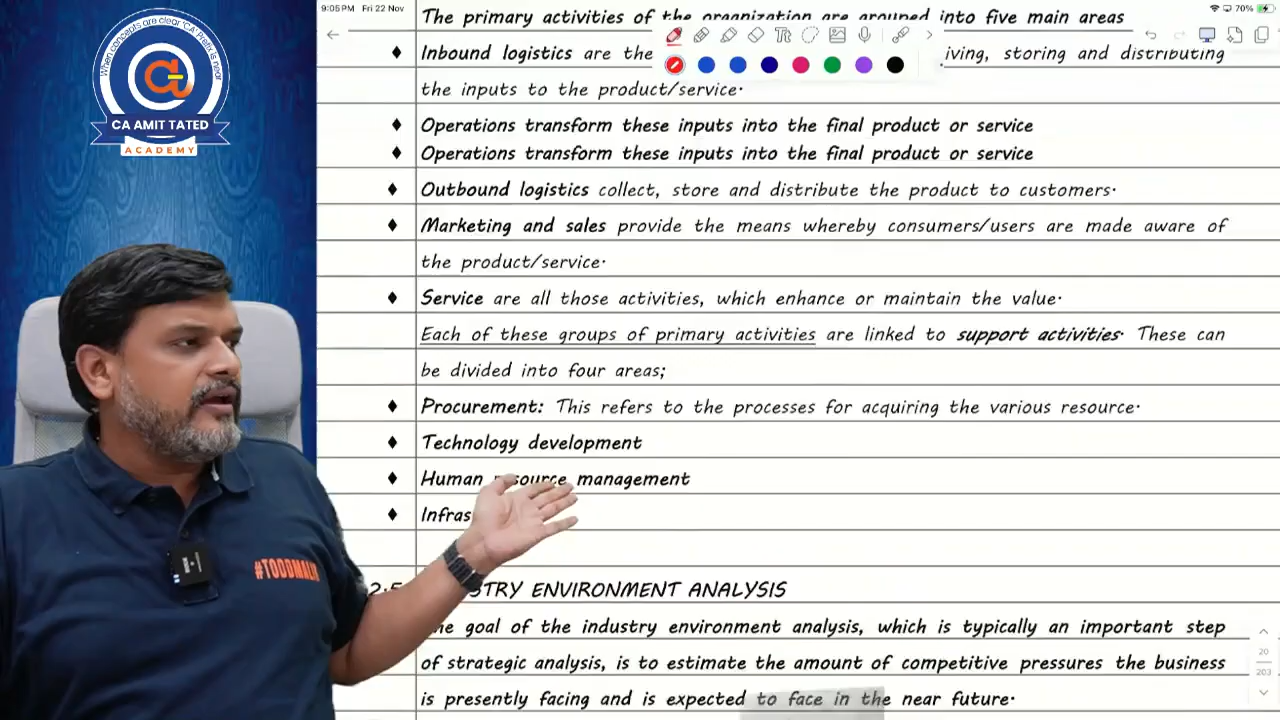 9:05 PM Fri 22 Nov
70%
When concepts are clear 'CA' Prefix is near
CA AMIT TATED
ACADEMY
The primary activities of the organization are grouped into five main areas
♦ Inbound logistics are the iving, storing and distributing
the inputs to the product/service.
♦ Operations transform these inputs into the final product or service
♦ Operations transform these inputs into the final product or service
♦ Outbound logistics collect, store and distribute the product to customers.
♦ Marketing and sales provide the means whereby consumers/users are made aware of
the product/service.
♦ Service are all those activities, which enhance or maintain the value.
Each of these groups of primary activities are linked to support activities. These can
be divided into four areas;
♦ Procurement: This refers to the processes for acquiring the various resource.
♦ Technology development
♦ Human resource management
♦ Infras
2.5 STRY ENVIRONMENT ANALYSIS
The goal of the industry environment analysis, which is typically an important step
of strategic analysis, is to estimate the amount of competitive pressures the business
is presently facing and is expected to face in the near future.
20
203
TT